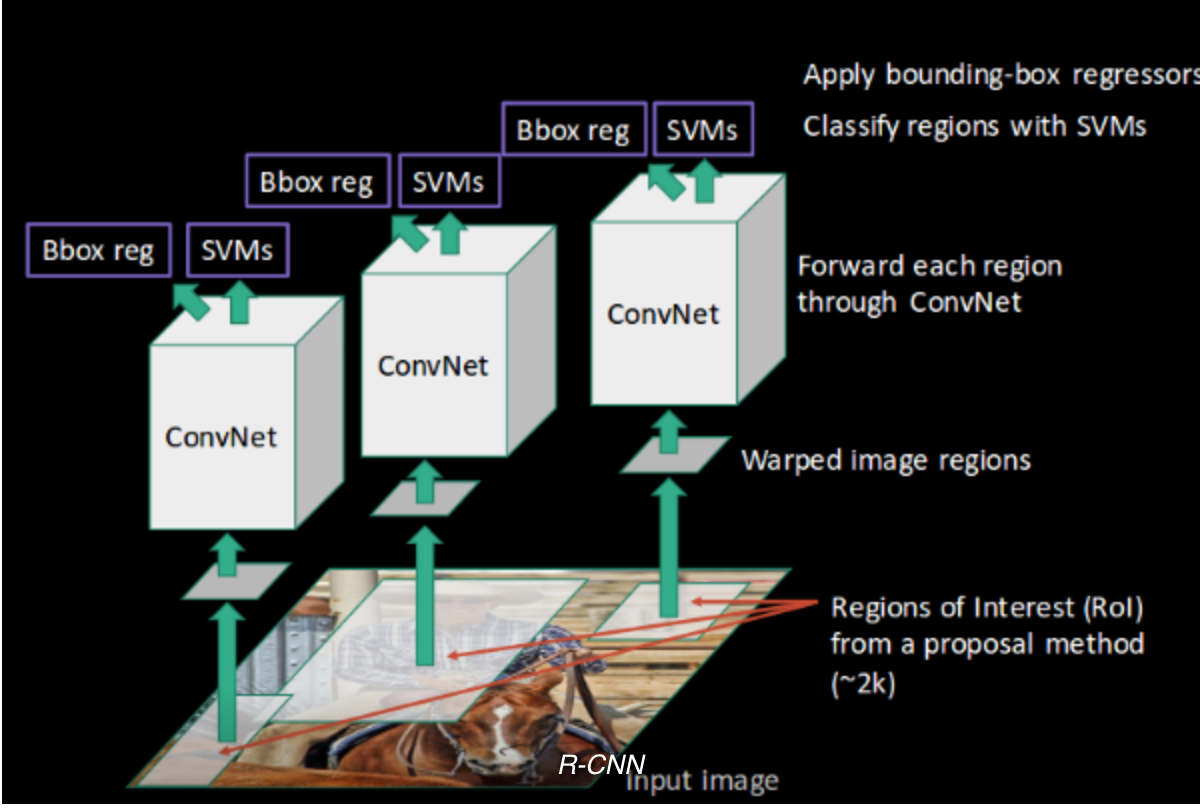 Apply bounding-box regressors
Classify regions with SVMs
Bbox reg
SVMs
Bbox reg
SVMs
Bbox reg
SVMs
ConvNet
ConvNet
ConvNet
Forward each region
through ConvNet
Warped image regions
Regions of Interest (RoI)
from a proposal method
(~2k)
R-CNN
Input image